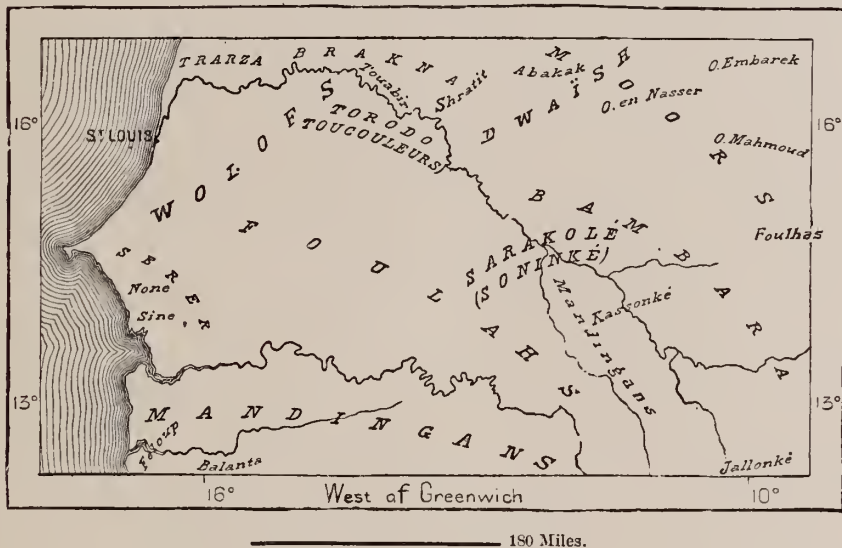 TRARZA BRAKNA
Touabir
Shratit
Abakak
MOORS
DWAÏSH
O. Embarek
O. en Nasser
O. Mahmoud
16°
16°
St LOUIS
WOLOFS
TORODO
(TOUCOULEURS)
FOULAHS
BAMBARA
Foulhas
SARAKOLÉ
(SONINKÉ)
SERER
None
Sine
Kassonké
Mandingans
13°
13°
MANDINGANS
Feloup
Balanta
Jallonké
16°
West of Greenwich
10°
180 Miles.